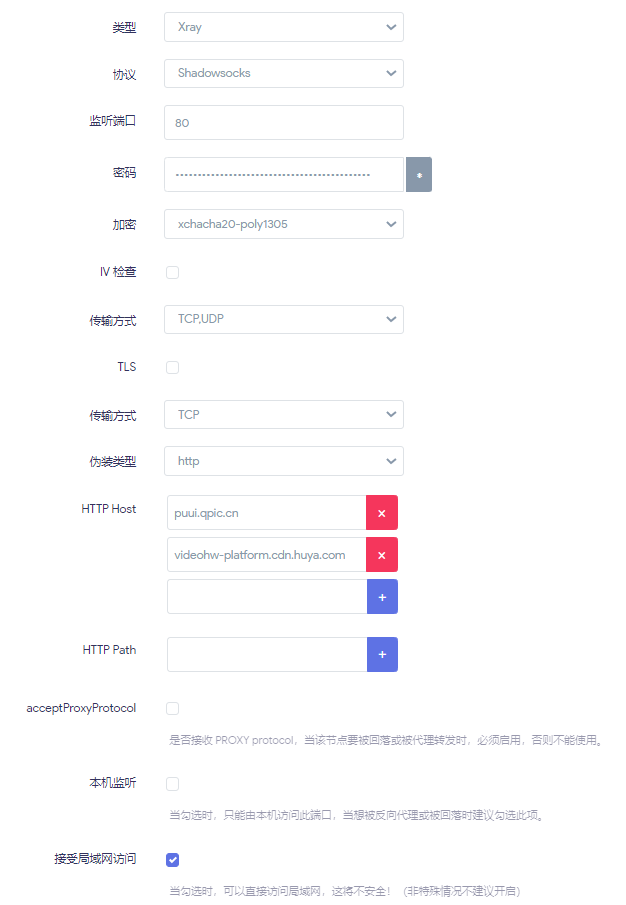 类型 Xray
协议 Shadowsocks
监听端口 80
密码 ••••••••••••••••••••••••••••••••••••••••••• *
加密 xchacha20-poly1305
IV 检查
传输方式 TCP,UDP
TLS
传输方式 TCP
伪装类型 http
HTTP Host puui.qpic.cn ×
videohw-platform.cdn.huya.com ×
+
HTTP Path +
acceptProxyProtocol
是否接收 PROXY protocol，当该节点要被回落或被代理转发时，必须启用，否则不能使用。
本机监听
当勾选时，只能由本机访问此端口，当想被反向代理或被回落时建议勾选此项。
接受局域网访问
当勾选时，可以直接访问局域网，这将不安全！（非特殊情况不建议开启）